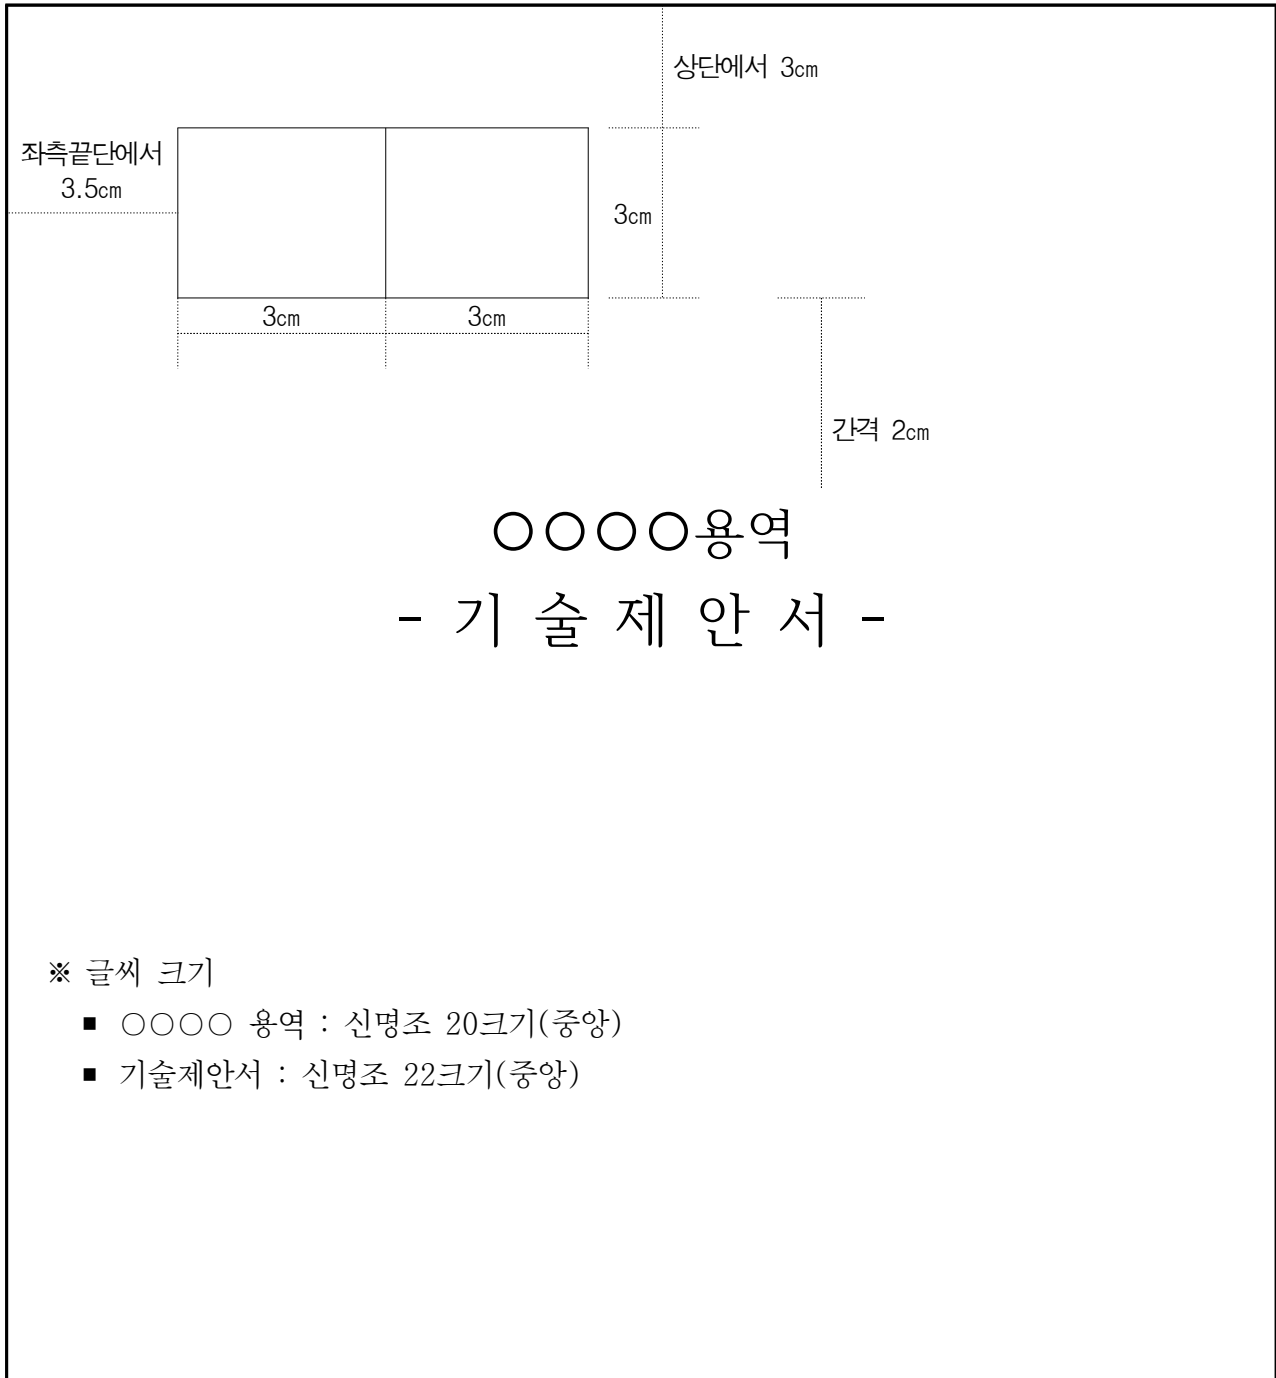 상단에서 3cm
좌측끝단에서
3.5cm
3cm
3cm 3cm
간격 2cm
○○○○용역
- 기 술 제 안 서 -
※ 글씨 크기
■ ○○○○ 용역 : 신명조 20크기(중앙)
■ 기술제안서 : 신명조 22크기(중앙)